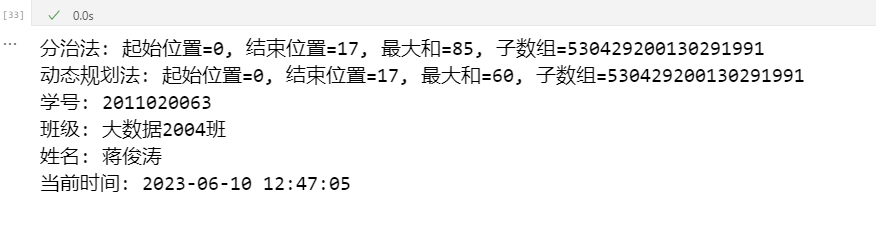 [33]
0.0s
分治法: 起始位置=0, 结束位置=17, 最大和=85, 子数组=530429200130291991
动态规划法: 起始位置=0, 结束位置=17, 最大和=60, 子数组=530429200130291991
学号: 2011020063
班级: 大数据2004班
姓名: 蒋俊涛
当前时间: 2023-06-10 12:47:05